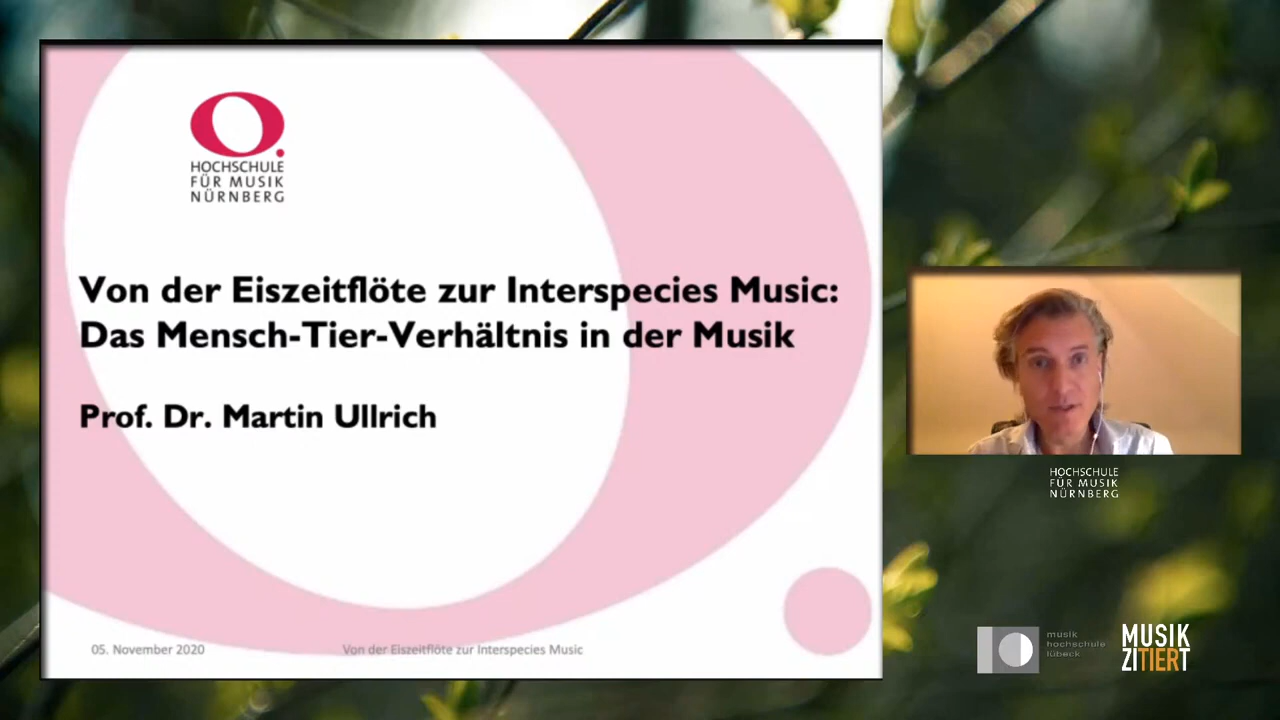 HOCHSCHULE
FÜR MUSIK
NÜRNBERG
Von der Eiszeitflöte zur Interspecies Music:
Das Mensch-Tier-Verhältnis in der Musik
Prof. Dr. Martin Ullrich
05. November 2020
Von der Eiszeitflöte zur Interspecies Music
HOCHSCHULE
FÜR MUSIK
NÜRNBERG
musik
hochschule
lübeck
MUSIK
ZITIERT